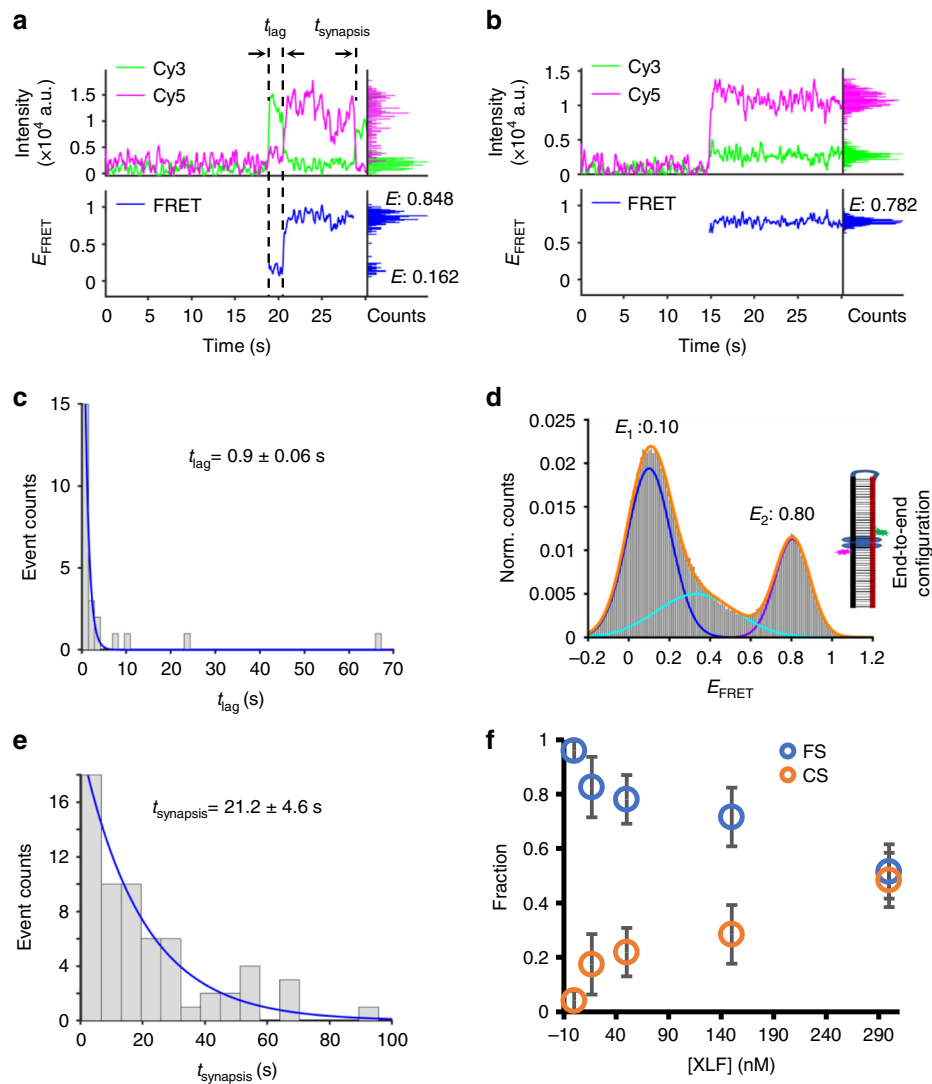 a
t_lag
t_synapsis
Cy3
Cy5
Intensity (×10⁴ a.u.)
1.5
1
0.5
0
FRET
E: 0.848
E: 0.162
E_FRET
1
0.5
0
0 5 10 15 20 25 Counts
Time (s)
b
Cy3
Cy5
Intensity (×10⁴ a.u.)
1.5
1
0.5
0
FRET
E: 0.782
E_FRET
1
0.5
0
0 5 10 15 20 25 Counts
Time (s)
c
Event counts
15
10
5
0
t_lag = 0.9 ± 0.06 s
0 10 20 30 40 50 60 70
t_lag (s)
d
Norm. counts
0.025
0.02
0.015
0.01
0.005
0
E₁ :0.10
E₂: 0.80
End-to-end configuration
−0.2 0 0.2 0.4 0.6 0.8 1 1.2
E_FRET
e
Event counts
16
12
8
4
0
t_synapsis = 21.2 ± 4.6 s
0 20 40 60 80 100
t_synapsis (s)
f
Fraction
1
0.8
0.6
0.4
0.2
0
FS
CS
−10 40 90 140 190 240 290
[XLF] (nM)